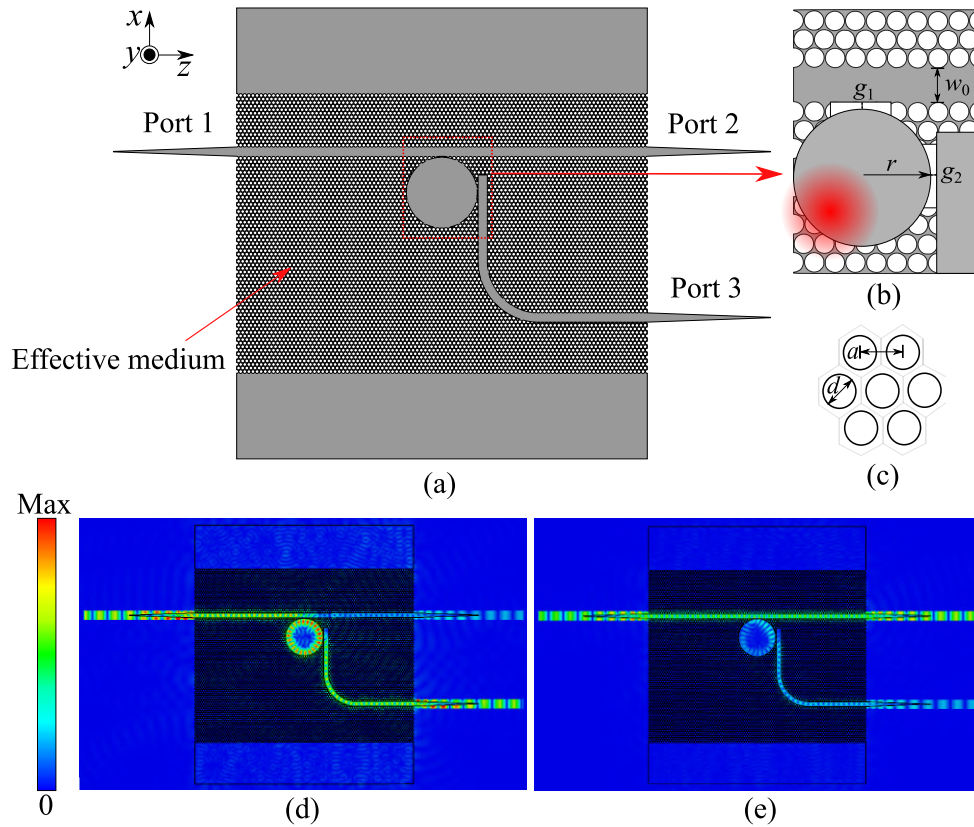 x
y
z
Port 1
Port 2
Port 3
Effective medium
(a)
w0
g1
r
g2
(b)
a
d
(c)
Max
0
(d)
(e)